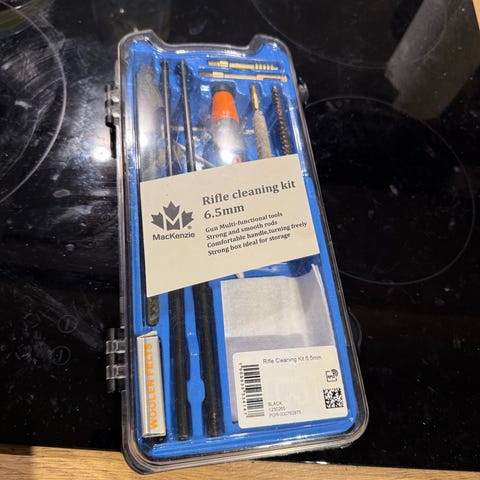 Rifle cleaning kit
6.5mm
Gun Multi-functional tools
Strong and smooth rods
Comfortable handle,turning freely
Strong box ideal for storage
MacKenzie
Rifle Cleaning Kit 6.5mm
BLACK
1230265